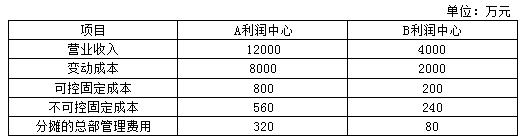 单位：万元
项目 A利润中心 B利润中心
营业收入 12000 4000
变动成本 8000 2000
可控固定成本 800 200
不可控固定成本 560 240
分摊的总部管理费用 320 80